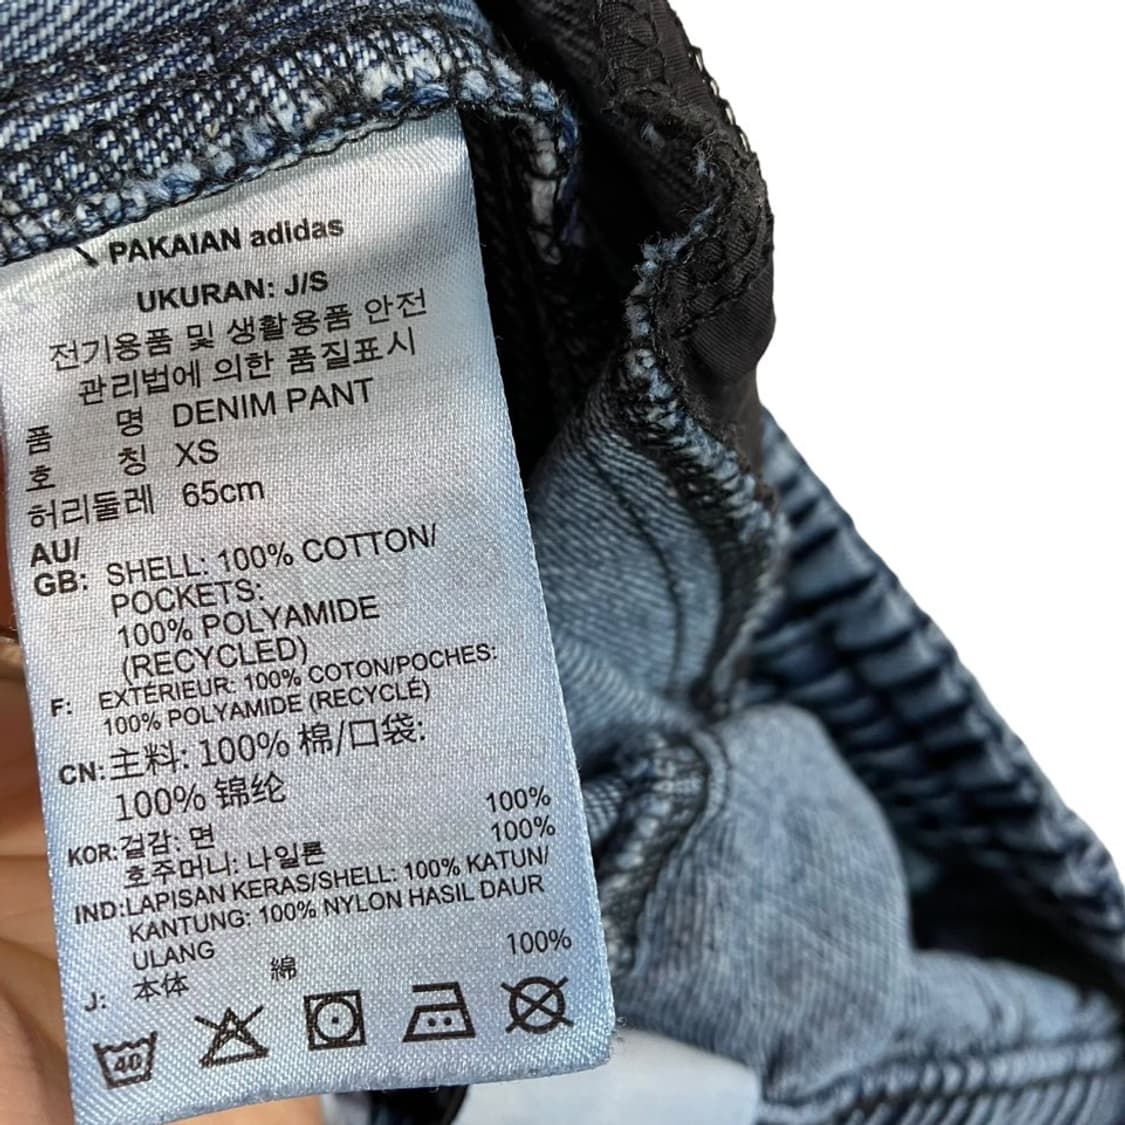 PAKAIAN adidas
UKURAN: J/S
전기용품 및 생활용품 안전
관리법에 의한 품질표시
품 명 DENIM PANT
호 칭 XS
허리둘레 65cm
AU/
GB: SHELL: 100% COTTON/
POCKETS:
100% POLYAMIDE
(RECYCLED)
F: EXTÉRIEUR: 100% COTON/POCHES:
100% POLYAMIDE (RECYCLÉ)
CN: 主料: 100% 棉/口袋:
100% 锦纶
KOR: 겉감: 면 100%
호주머니: 나일론 100%
IND: LAPISAN KERAS/SHELL: 100% KATUN/
KANTUNG: 100% NYLON HASIL DAUR
ULANG
J: 本体 綿 100%
40